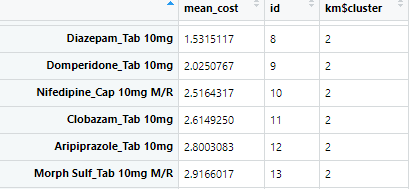 mean_cost id km$cluster
Diazepam_Tab 10mg 1.5315117 8 2
Domperidone_Tab 10mg 2.0250767 9 2
Nifedipine_Cap 10mg M/R 2.5164317 10 2
Clobazam_Tab 10mg 2.6149250 11 2
Aripiprazole_Tab 10mg 2.8003083 12 2
Morph Sulf_Tab 10mg M/R 2.9166017 13 2